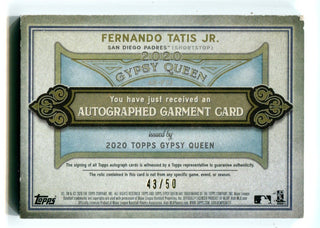 FERNANDO TATIS JR.
SAN DIEGO PADRES® (SHORTSTOP)
2020
GYPSY QUEEN
You have just received an
AUTOGRAPHED GARMENT CARD
issued by
2020 TOPPS GYPSY QUEEN
The signing of all Topps autograph cards is witnessed by a Topps representative to guarantee authenticity.
The relic contained in this card is not from any specific game, event, or season.
43/50
Topps